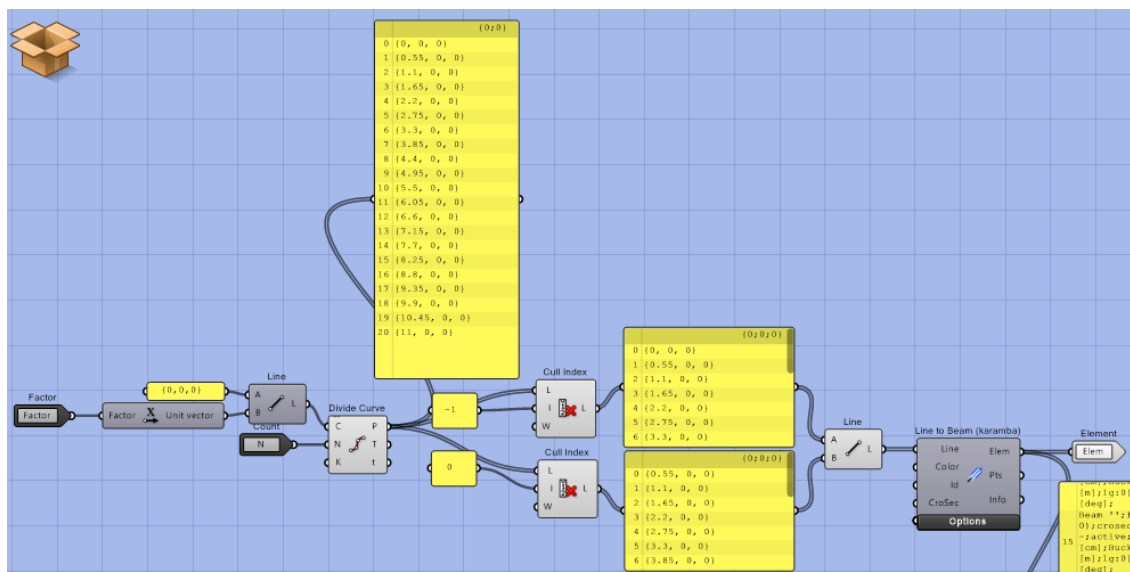 {0;0}
0 {0, 0, 0}
1 {0.55, 0, 0}
2 {1.1, 0, 0}
3 {1.65, 0, 0}
4 {2.2, 0, 0}
5 {2.75, 0, 0}
6 {3.3, 0, 0}
7 {3.85, 0, 0}
8 {4.4, 0, 0}
9 {4.95, 0, 0}
10 {5.5, 0, 0}
11 {6.05, 0, 0}
12 {6.6, 0, 0}
13 {7.15, 0, 0}
14 {7.7, 0, 0}
15 {8.25, 0, 0}
16 {8.8, 0, 0}
17 {9.35, 0, 0}
18 {9.9, 0, 0}
19 {10.45, 0, 0}
20 {11, 0, 0}
Factor
Factor
Factor X Unit vector
{0,0,0}
Line
A
B
L
Count
N
Divide Curve
C
N
K
P
T
t
-1
0
Cull Index
L
I
W
L
Cull Index
L
I
W
L
{0;0;0}
0 {0, 0, 0}
1 {0.55, 0, 0}
2 {1.1, 0, 0}
3 {1.65, 0, 0}
4 {2.2, 0, 0}
5 {2.75, 0, 0}
6 {3.3, 0, 0}
{0;0;0}
0 {0.55, 0, 0}
1 {1.1, 0, 0}
2 {1.65, 0, 0}
3 {2.2, 0, 0}
4 {2.75, 0, 0}
5 {3.3, 0, 0}
6 {3.85, 0, 0}
Line
A
B
L
Line to Beam (karamba)
Line
Color
Id
CroSec
Elem
Pts
Info
Options
Element
Elem
[m];lg:0
[deg];
Beam '';
0};crosec
-;active;
15
[cm];Buck
[m];lg:0
[deg];